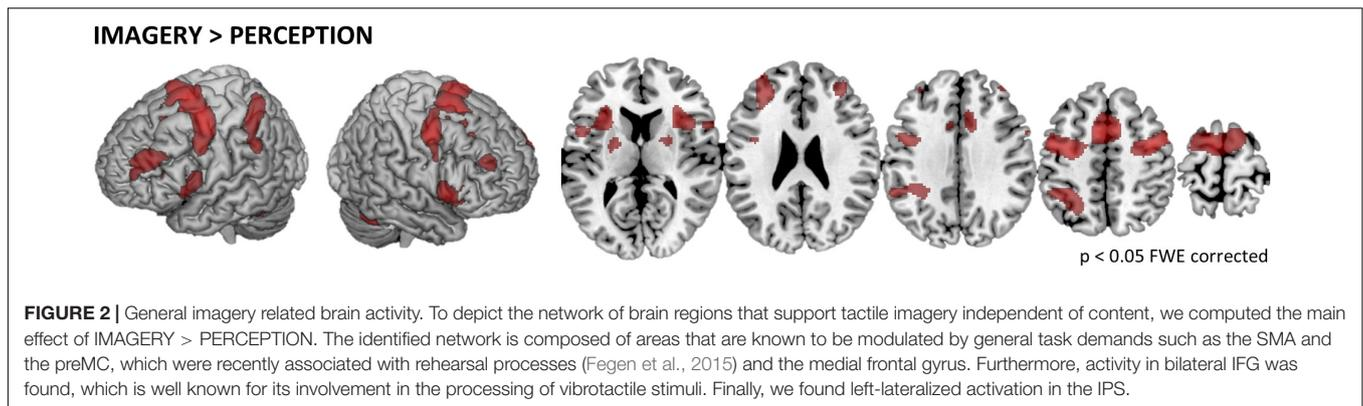 IMAGERY > PERCEPTION
p < 0.05 FWE corrected
FIGURE 2 | General imagery related brain activity. To depict the network of brain regions that support tactile imagery independent of content, we computed the main
effect of IMAGERY > PERCEPTION. The identified network is composed of areas that are known to be modulated by general task demands such as the SMA and
the preMC, which were recently associated with rehearsal processes (Fegen et al., 2015) and the medial frontal gyrus. Furthermore, activity in bilateral IFG was
found, which is well known for its involvement in the processing of vibrotactile stimuli. Finally, we found left-lateralized activation in the IPS.